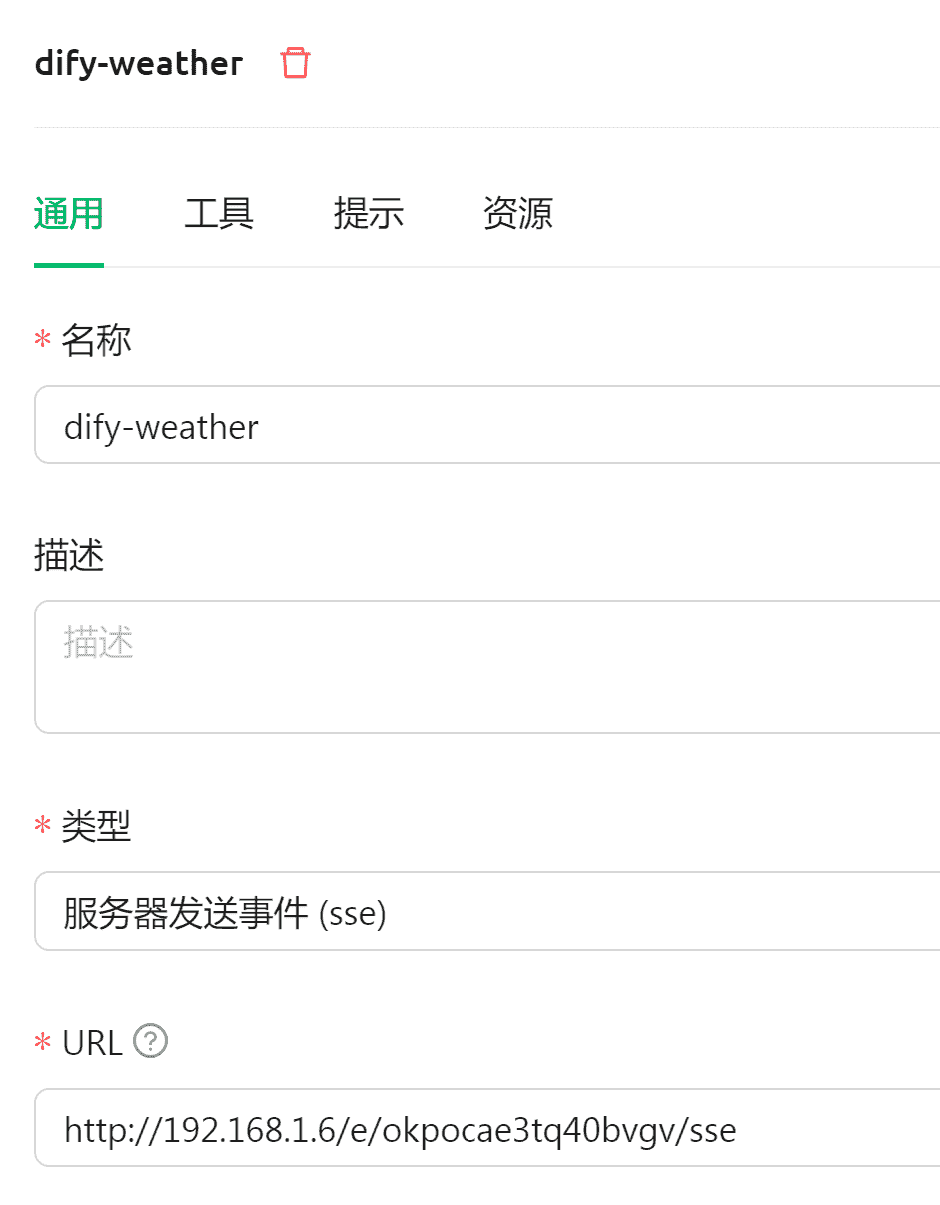 dify-weather
通用 工具 提示 资源
* 名称
dify-weather
描述
描述
* 类型
服务器发送事件 (sse)
* URL ?
http://192.168.1.6/e/okpocae3tq40bvgv/sse